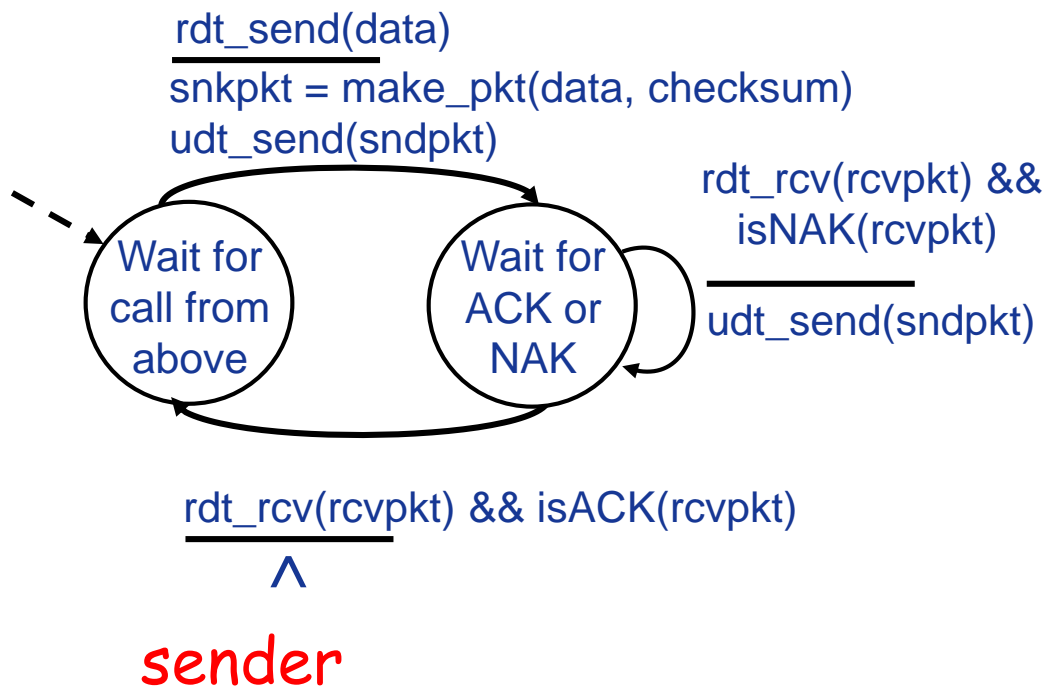 rdt_send(data)
snkpkt = make_pkt(data, checksum)
udt_send(sndpkt)
rdt_rcv(rcvpkt) &&
isNAK(rcvpkt)
udt_send(sndpkt)
Wait for
call from
above
Wait for
ACK or
NAK
rdt_rcv(rcvpkt) && isACK(rcvpkt)
Λ
sender